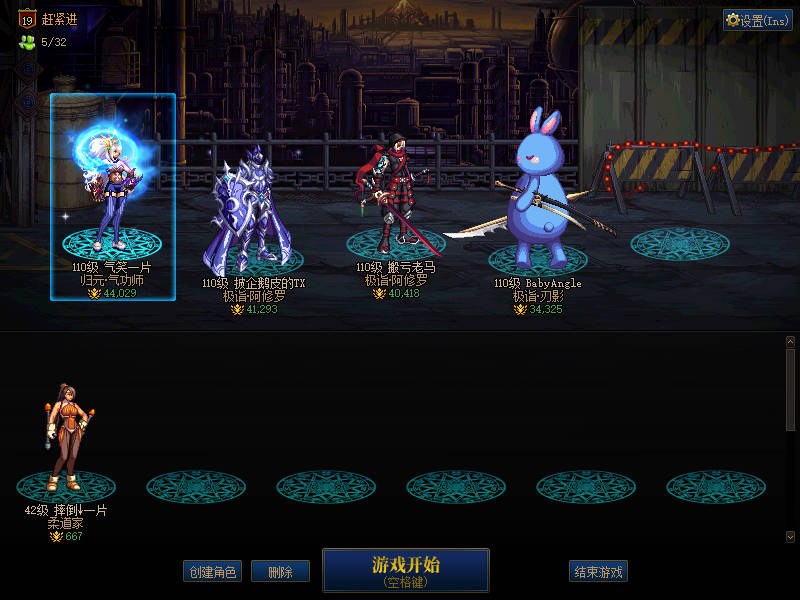 19 赶紧进
设置(Ins)
5/32
110级 气笑一片
归元·气功师
44,029
110级 披企鹅皮的TX
极诣·阿修罗
41,293
110级 搬亏老马
极诣·阿修罗
40,418
110级 BabyAngle
极诣·刃影
34,325
42级 摔倒↓一片
柔道家
667
创建角色
删除
游戏开始
(空格键)
结束游戏